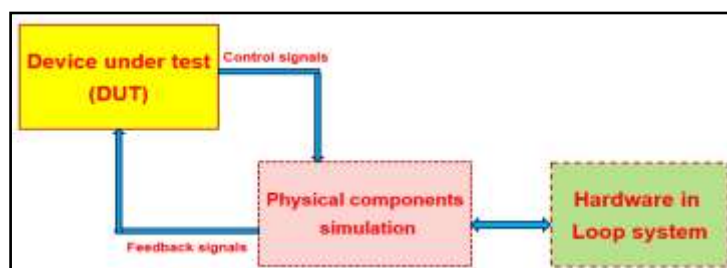 Device under test
(DUT)
Control signals
Physical components
simulation
Hardware in
Loop system
Feedback signals